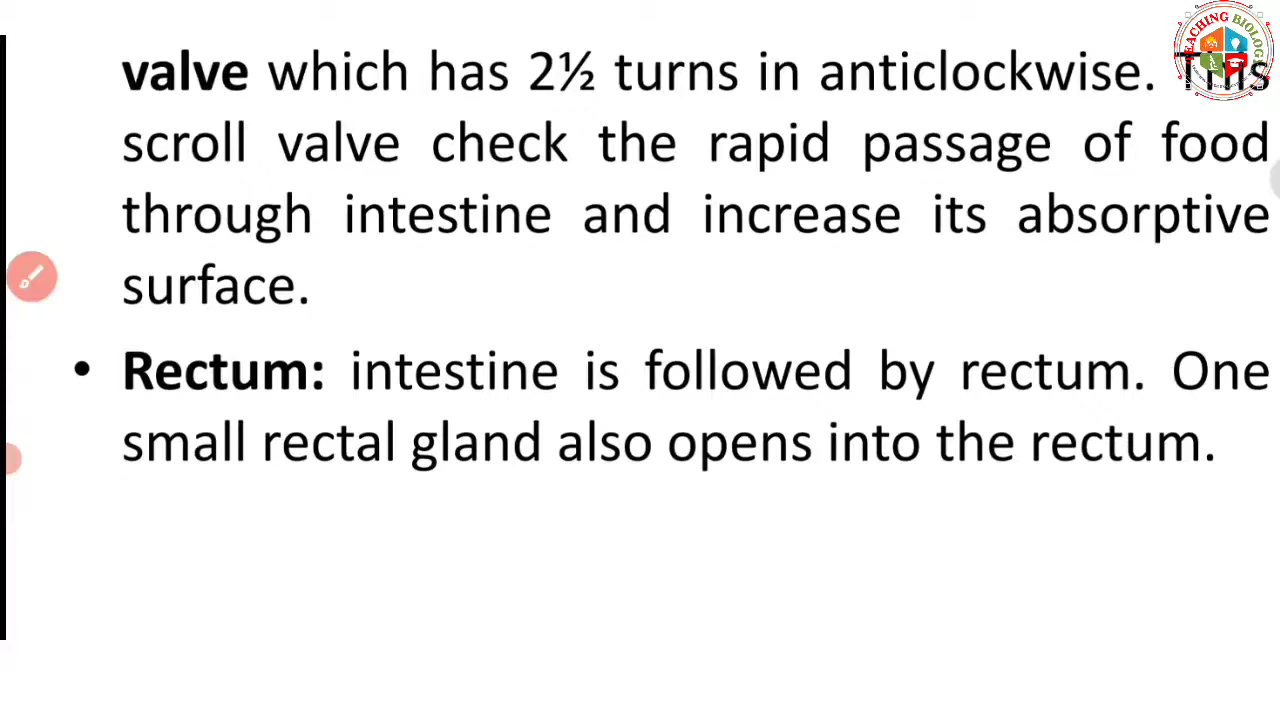 valve which has 2½ turns in anticlockwise. This
scroll valve check the rapid passage of food
through intestine and increase its absorptive
surface.
• Rectum: intestine is followed by rectum. One
small rectal gland also opens into the rectum.
TEACHING BIOLOGY